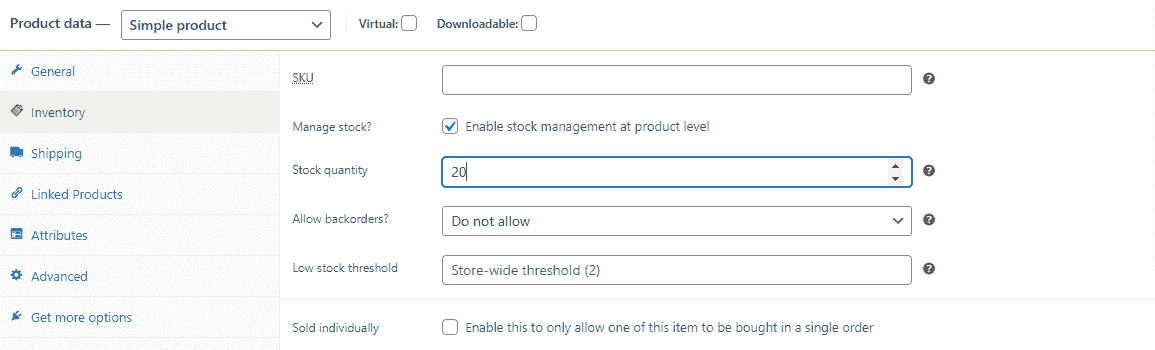 Product data — Simple product Virtual: Downloadable:
General
Inventory
Shipping
Linked Products
Attributes
Advanced
Get more options
SKU
Manage stock? Enable stock management at product level
Stock quantity 20
Allow backorders? Do not allow
Low stock threshold Store-wide threshold (2)
Sold individually Enable this to only allow one of this item to be bought in a single order